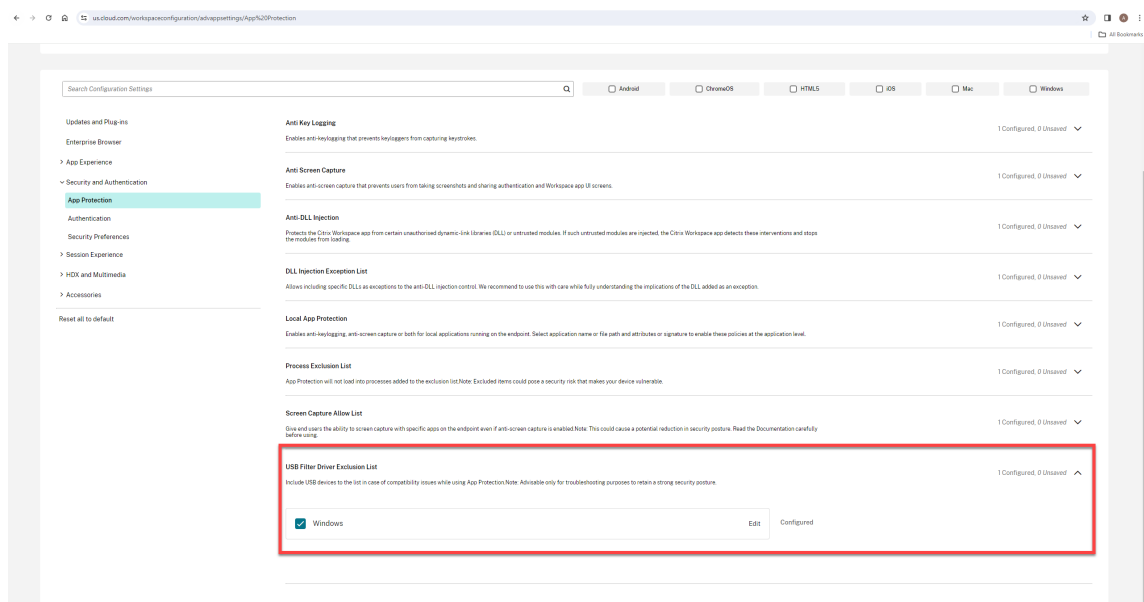 us.cloud.com/workspaceconfiguration/advappsettings/App%20Protection
All Bookmarks
Search Configuration Settings
Android
ChromeOS
HTML5
iOS
Mac
Windows
Updates and Plug-ins
Enterprise Browser
App Experience
Security and Authentication
App Protection
Authentication
Security Preferences
Session Experience
HDX and Multimedia
Accessories
Reset all to default
Anti Key Logging
1 Configured, 0 Unsaved
Enables anti-keylogging that prevents keyloggers from capturing keystrokes.
Anti Screen Capture
1 Configured, 0 Unsaved
Enables anti-screen capture that prevents users from taking screenshots and sharing authentication and Workspace app UI screens.
Anti-DLL Injection
1 Configured, 0 Unsaved
Protects the Citrix Workspace app from certain unauthorised dynamic-link libraries (DLL) or untrusted modules. If such untrusted modules are injected, the Citrix Workspace app detects these interventions and stops
the modules from loading.
DLL Injection Exception List
1 Configured, 0 Unsaved
Allows including specific DLLs as exceptions to the anti-DLL injection control. We recommend to use this with care while fully understanding the implications of the DLL added as an exception.
Local App Protection
1 Configured, 0 Unsaved
Enables anti-keylogging, anti-screen capture or both for local applications running on the endpoint. Select application name or file path and attributes or signature to enable these policies at the application level.
Process Exclusion List
1 Configured, 0 Unsaved
App Protection will not load into processes added to the exclusion list.Note: Excluded items could pose a security risk that makes your device vulnerable.
Screen Capture Allow List
1 Configured, 0 Unsaved
Give end users the ability to screen capture with specific apps on the endpoint even if anti-screen capture is enabled.Note: This could cause a potential reduction in security posture. Read the Documentation carefully
before using.
USB Filter Driver Exclusion List
1 Configured, 0 Unsaved
Include USB devices to the list in case of compatibility issues while using App Protection.Note: Advisable only for troubleshooting purposes to retain a strong security posture.
Windows
Edit
Configured